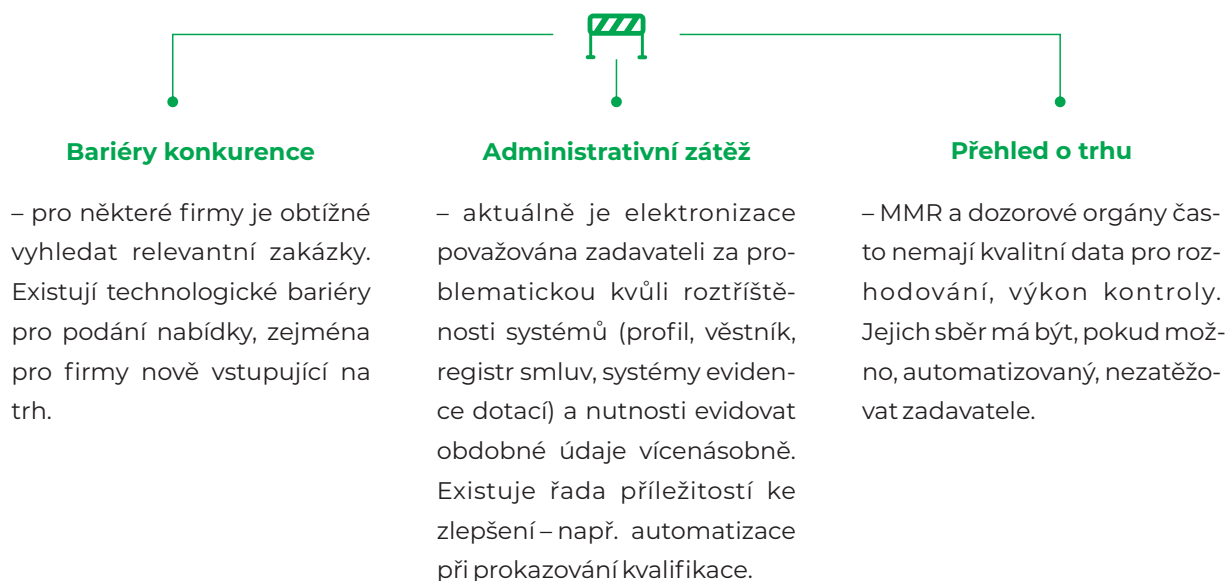 Bariéry konkurence
– pro některé firmy je obtížné
vyhledat relevantní zakázky.
Existují technologické bariéry
pro podání nabídky, zejména
pro firmy nově vstupující na
trh.
Administrativní zátěž
– aktuálně je elektronizace
považována zadavateli za pro-
blematickou kvůli roztříště-
nosti systémů (profil, věstník,
registr smluv, systémy eviden-
ce dotací) a nutnosti evidovat
obdobné údaje vícenásobně.
Existuje řada příležitostí ke
zlepšení – např. automatizace
při prokazování kvalifikace.
Přehled o trhu
– MMR a dozorové orgány čas-
to nemají kvalitní data pro roz-
hodování, výkon kontroly.
Jejich sběr má být, pokud mož-
no, automatizovaný, nezatěžo-
vat zadavatele.